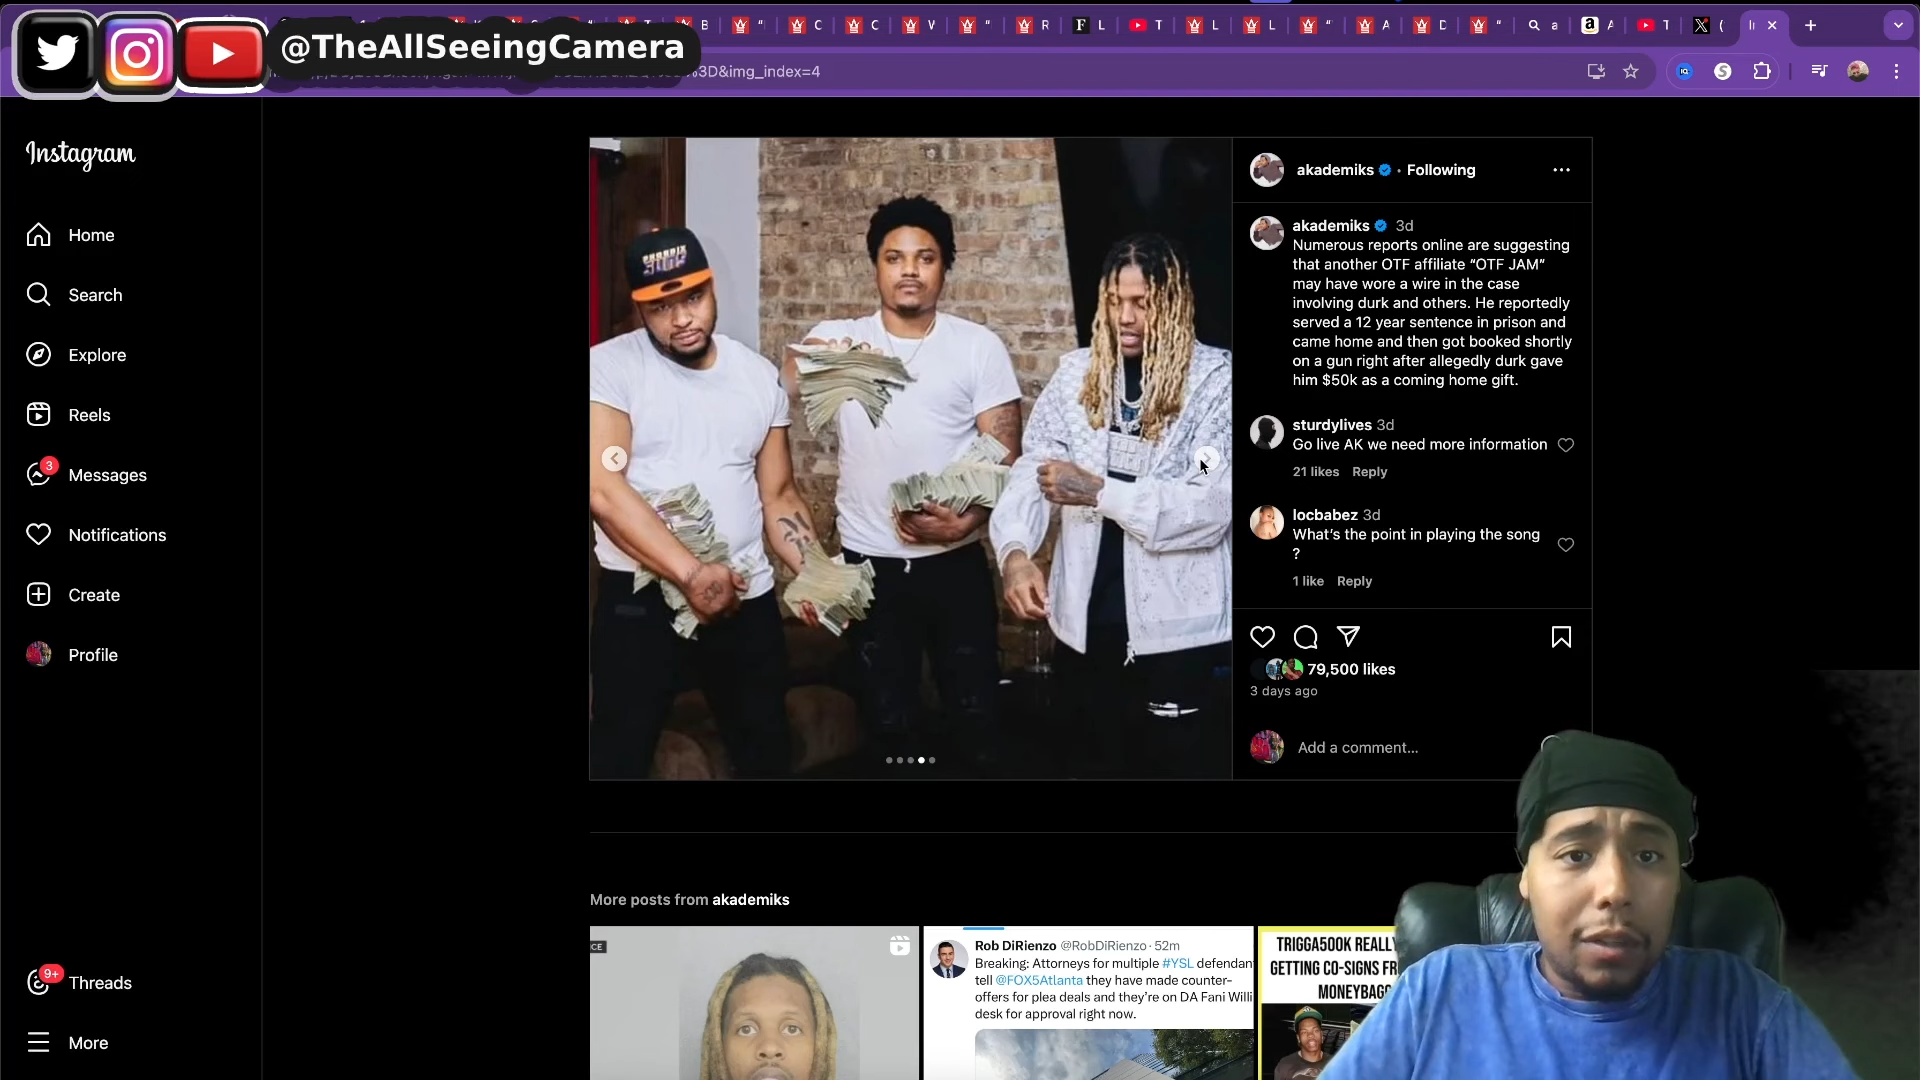 @TheAllSeeingCamera
3D&img_index=4
Instagram
Home
Search
Explore
Reels
3
Messages
Notifications
Create
Profile
9+
Threads
More
PHOENIX
SUNS
akademiks • Following
akademiks 3d
Numerous reports online are suggesting
that another OTF affiliate “OTF JAM”
may have wore a wire in the case
involving durk and others. He reportedly
served a 12 year sentence in prison and
came home and then got booked shortly
on a gun right after allegedly durk gave
him $50k as a coming home gift.
sturdylives 3d
Go live AK we need more information
21 likes Reply
locbabez 3d
What’s the point in playing the song
?
1 like Reply
79,500 likes
3 days ago
Add a comment...
More posts from akademiks
CE
Rob DiRienzo @RobDiRienzo · 52m
Breaking: Attorneys for multiple #YSL defendan
tell @FOX5Atlanta they have made counter-
offers for plea deals and they're on DA Fani Willi
desk for approval right now.
TRIGGA500K REALLY
GETTING CO-SIGNS FR
MONEYBAGG